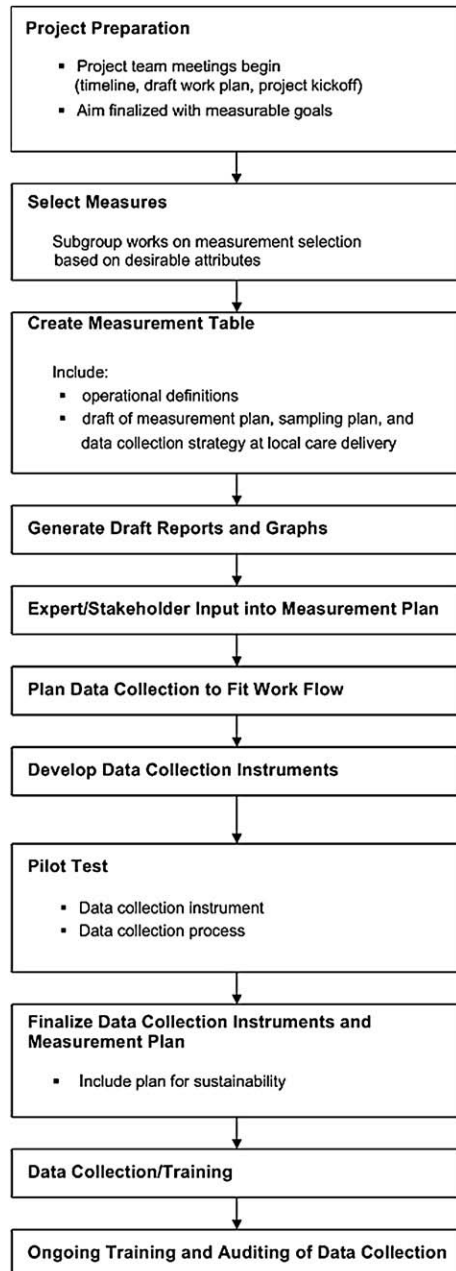 Project Preparation
▪ Project team meetings begin
(timeline, draft work plan, project kickoff)
▪ Aim finalized with measurable goals
Select Measures
Subgroup works on measurement selection
based on desirable attributes
Create Measurement Table
Include:
▪ operational definitions
▪ draft of measurement plan, sampling plan, and
data collection strategy at local care delivery
Generate Draft Reports and Graphs
Expert/Stakeholder Input into Measurement Plan
Plan Data Collection to Fit Work Flow
Develop Data Collection Instruments
Pilot Test
▪ Data collection instrument
▪ Data collection process
Finalize Data Collection Instruments and
Measurement Plan
▪ Include plan for sustainability
Data Collection/Training
Ongoing Training and Auditing of Data Collection